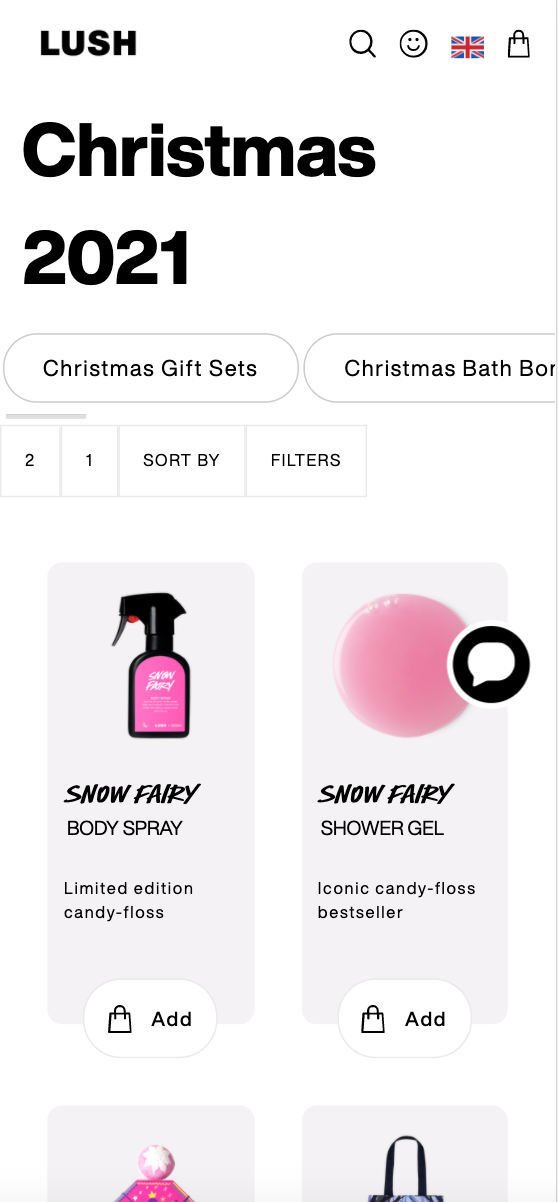 LUSH
Christmas
2021
Christmas Gift Sets
Christmas Bath Bor
2
1
SORT BY
FILTERS
SNOW
FAIRY
LUSH
SNOW FAIRY
BODY SPRAY
Limited edition
candy-floss
Add
SNOW FAIRY
SHOWER GEL
Iconic candy-floss
bestseller
Add